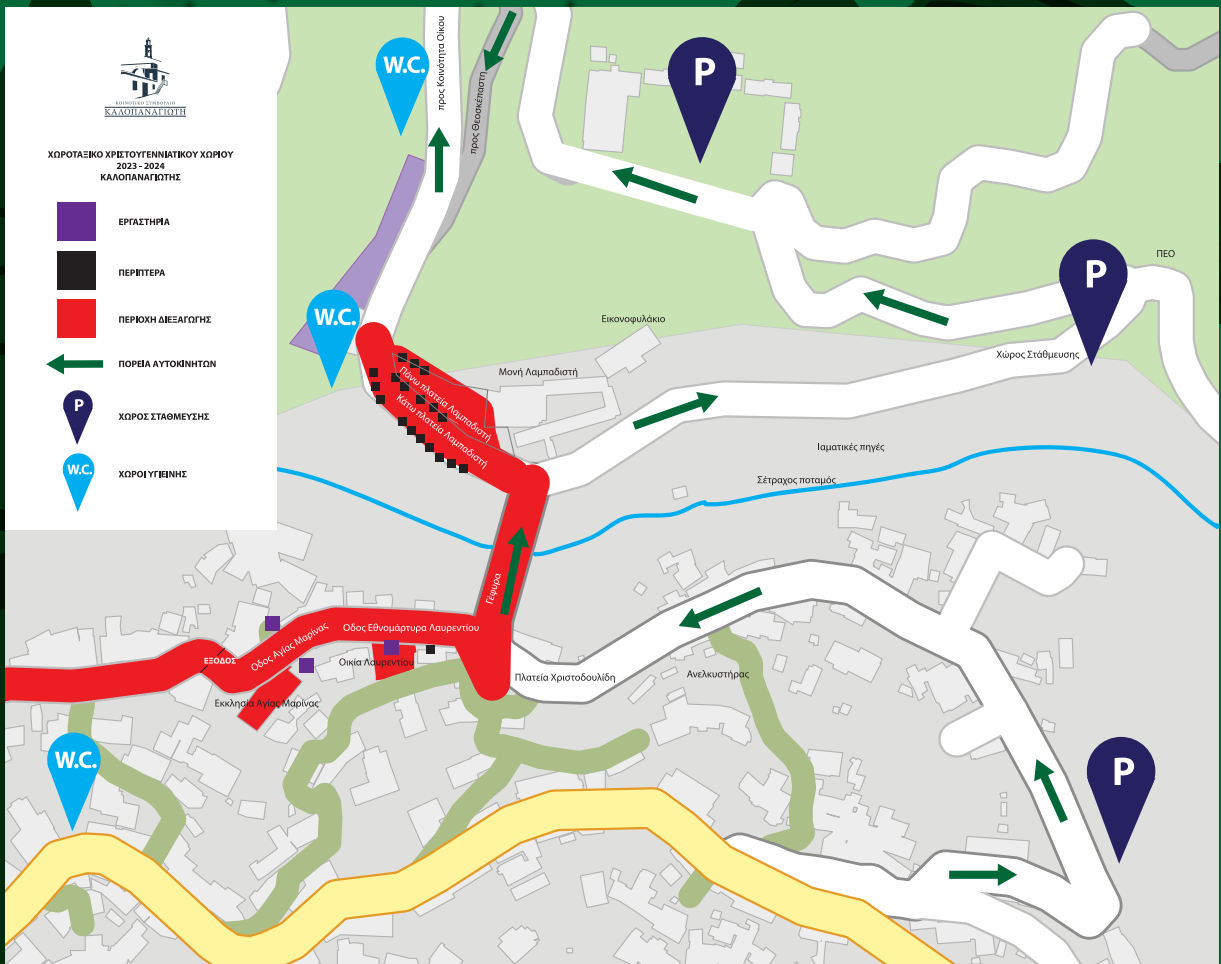 ΚΟΙΝΟΤΙΚΟ ΣΥΜΒΟΥΛΙΟ
ΚΑΛΟΠΑΝΑΓΙΩΤΗ
ΧΩΡΟΤΑΞΙΚΟ ΧΡΙΣΤΟΥΓΕΝΝΙΑΤΙΚΟΥ ΧΩΡΙΟΥ
2023 - 2024
ΚΑΛΟΠΑΝΑΓΙΩΤΗΣ
ΕΡΓΑΣΤΗΡΙΑ
ΠΕΡΙΠΤΕΡΑ
ΠΕΡΙΟΧΗ ΔΙΕΞΑΓΩΓΗΣ
ΠΟΡΕΙΑ ΑΥΤΟΚΙΝΗΤΩΝ
P
ΧΩΡΟΣ ΣΤΑΘΜΕΥΣΗΣ
W.C.
ΧΩΡΟΙ ΥΓΙΕΙΝΗΣ
W.C.
προς Κοινότητα Οίκου
προς Θεοσκέπαστη
P
P
ΠΕΟ
W.C.
Εικονοφυλάκιο
Μονή Λαμπαδιστή
Χώρος Στάθμευσης
Πάνω πλατεία Λαμπαδιστή
Κάτω πλατεία Λαμπαδιστή
Ιαματικές πηγές
Σέτραχος ποταμός
Γέφυρα
Οδος Εθνομάρτυρα Λαυρεντίου
Οδος Αγίας Μαρίνας
ΕΞΟΔΟΣ
Οικία Λαυρεντίου
Εκκλησία Αγίας Μαρίνας
Πλατεία Χριστοδουλίδη
Ανελκυστήρας
W.C.
P